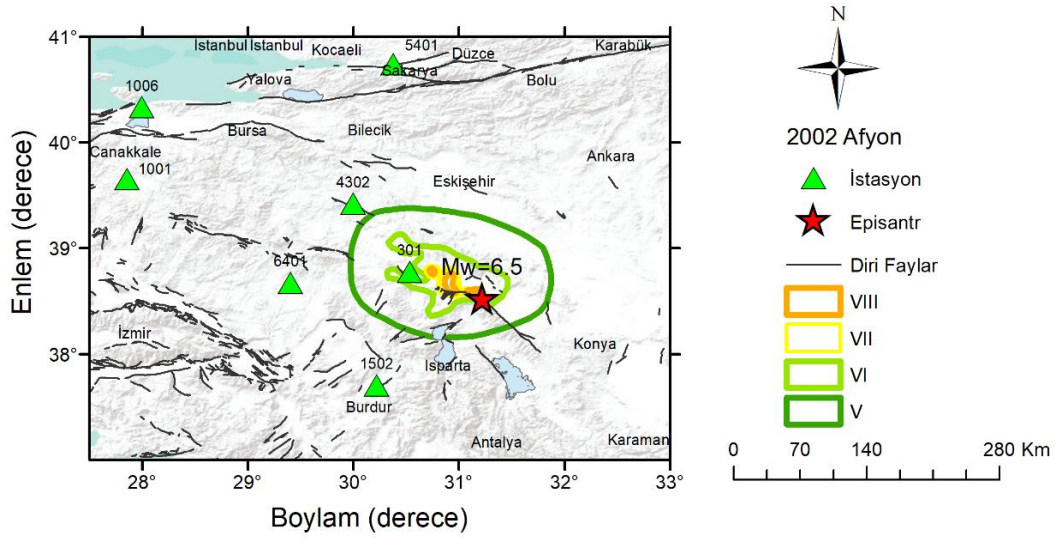 41°
40°
39°
38°
Enlem (derece)
İstanbul
İstanbul
Kocaeli
5401
Düzce
Karabük
Sakarya
Yalova
Bolu
1006
Bursa
Bilecik
Canakkale
1001
Ankara
4302
Eskişehir
301
Mw=6.5
6401
İzmir
Konya
1502
Isparta
Burdur
Antalya
Karaman
28°
29°
30°
31°
32°
33°
Boylam (derece)
N
2002 Afyon
İstasyon
Episantr
Diri Faylar
VIII
VII
VI
V
0 70 140 280 Km